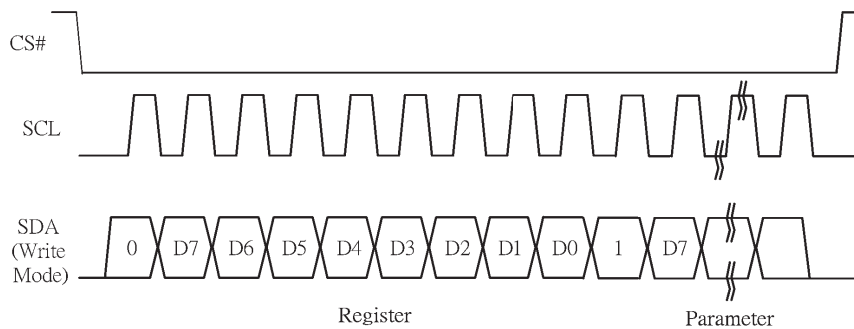 CS#
SCL
SDA
(Write
Mode)
0 D7 D6 D5 D4 D3 D2 D1 D0 1 D7
Register Parameter